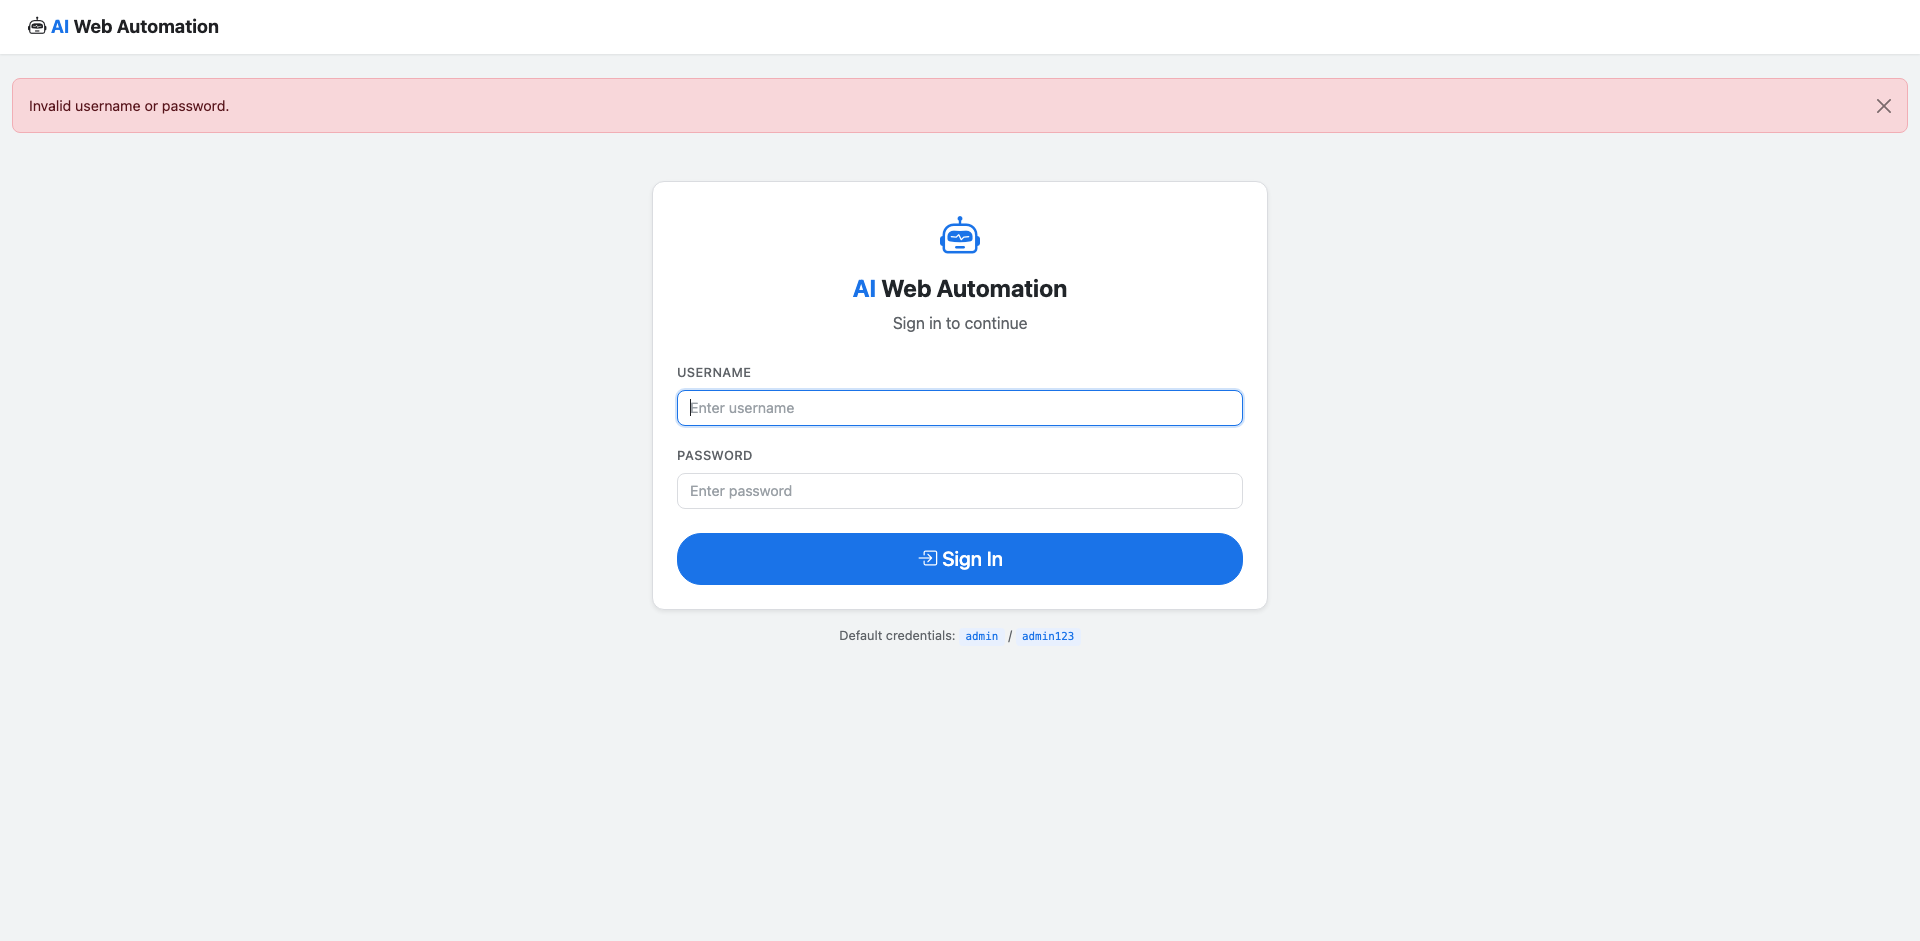 AI Web Automation
Invalid username or password.
AI Web Automation
Sign in to continue
USERNAME
Enter username
PASSWORD
Enter password
Sign In
Default credentials: admin / admin123